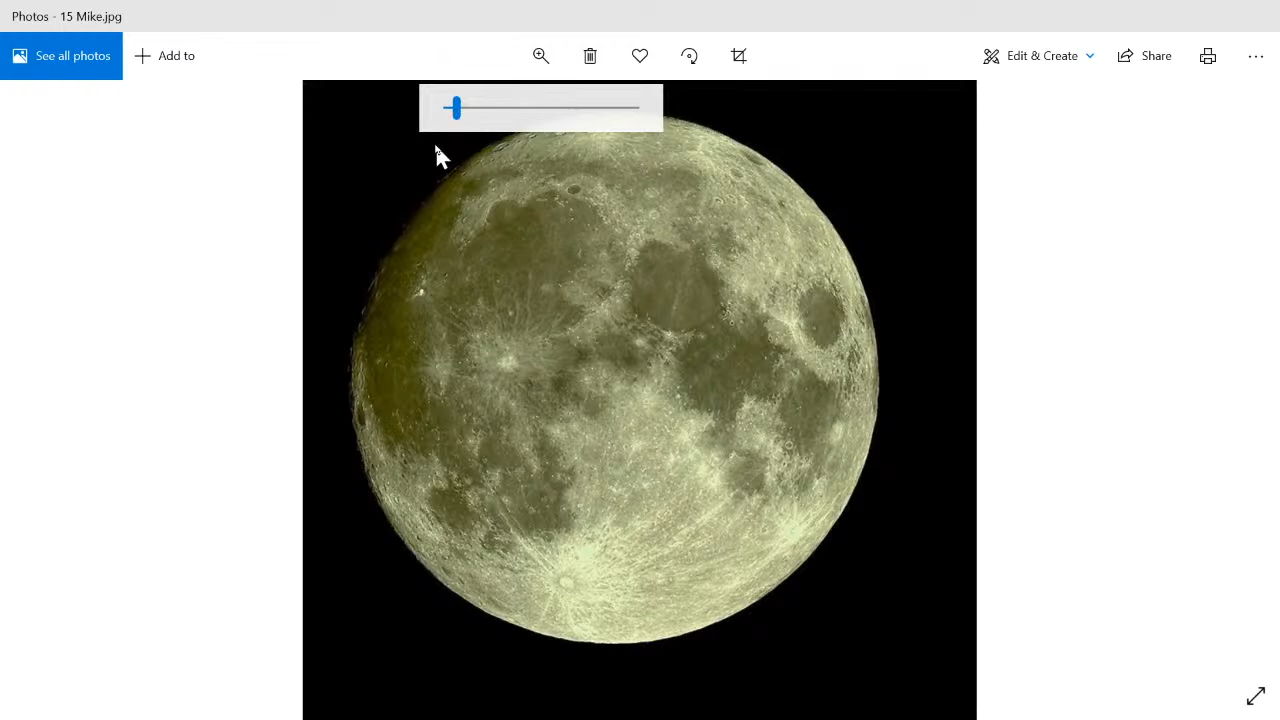 Photos - 15 Mike.jpg
See all photos
Add to
Edit & Create
Share